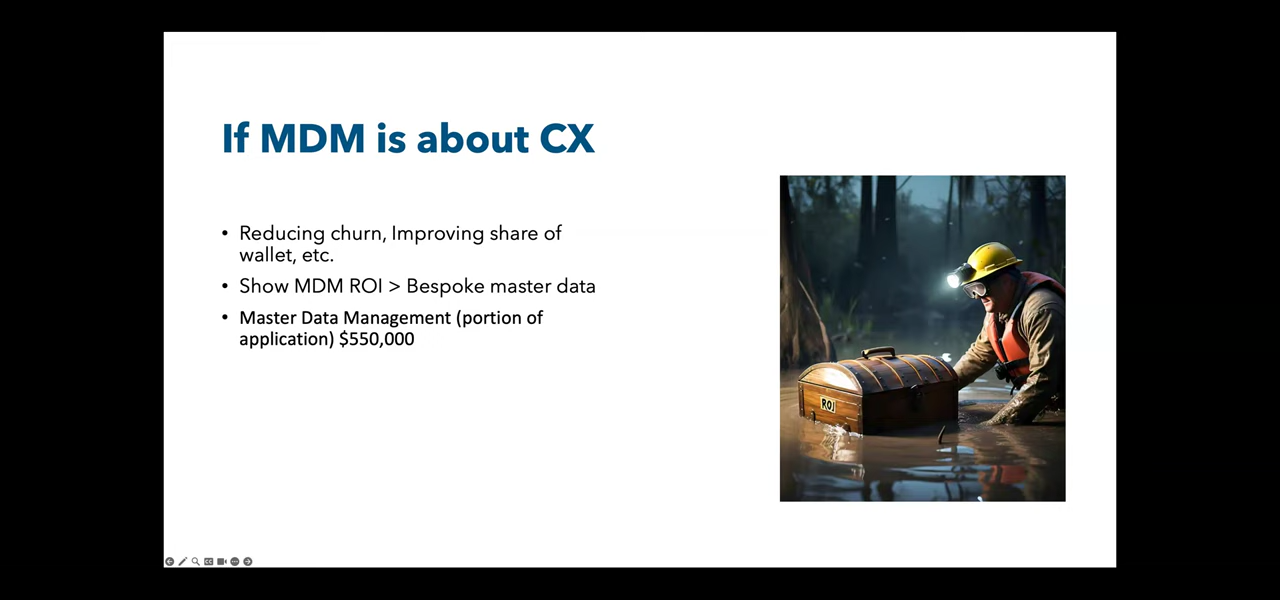 If MDM is about CX
• Reducing churn, Improving share of
wallet, etc.
• Show MDM ROI > Bespoke master data
• Master Data Management (portion of
application) $550,000
ROI